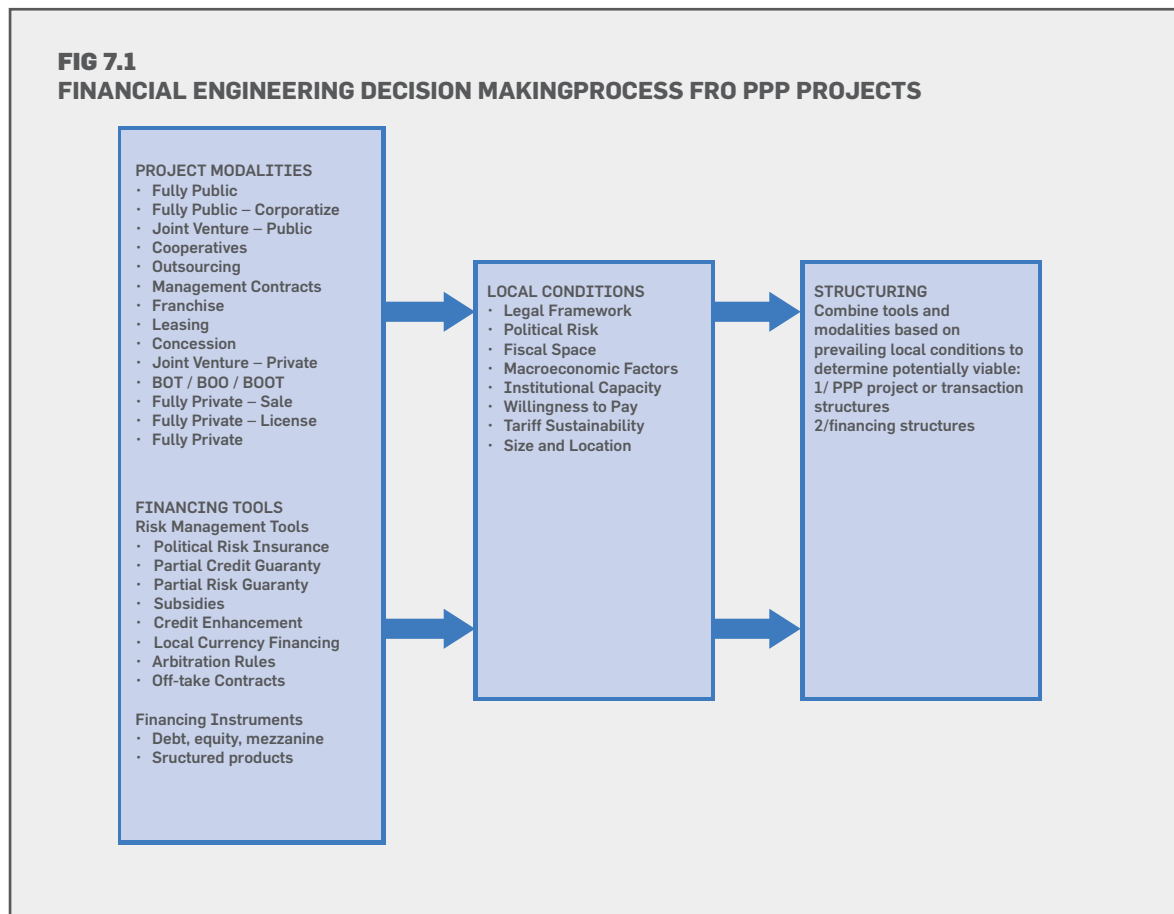 FIG 7.1
FINANCIAL ENGINEERING DECISION MAKINGPROCESS FRO PPP PROJECTS
PROJECT MODALITIES
· Fully Public
· Fully Public – Corporatize
· Joint Venture – Public
· Cooperatives
· Outsourcing
· Management Contracts
· Franchise
· Leasing
· Concession
· Joint Venture – Private
· BOT / BOO / BOOT
· Fully Private – Sale
· Fully Private – License
· Fully Private
FINANCING TOOLS
Risk Management Tools
· Political Risk Insurance
· Partial Credit Guaranty
· Partial Risk Guaranty
· Subsidies
· Credit Enhancement
· Local Currency Financing
· Arbitration Rules
· Off-take Contracts
Financing Instruments
· Debt, equity, mezzanine
· Sructured products
LOCAL CONDITIONS
· Legal Framework
· Political Risk
· Fiscal Space
· Macroeconomic Factors
· Institutional Capacity
· Willingness to Pay
· Tariff Sustainability
· Size and Location
STRUCTURING
Combine tools and
modalities based on
prevailing local conditions to
determine potentially viable:
1/ PPP project or transaction
structures
2/financing structures